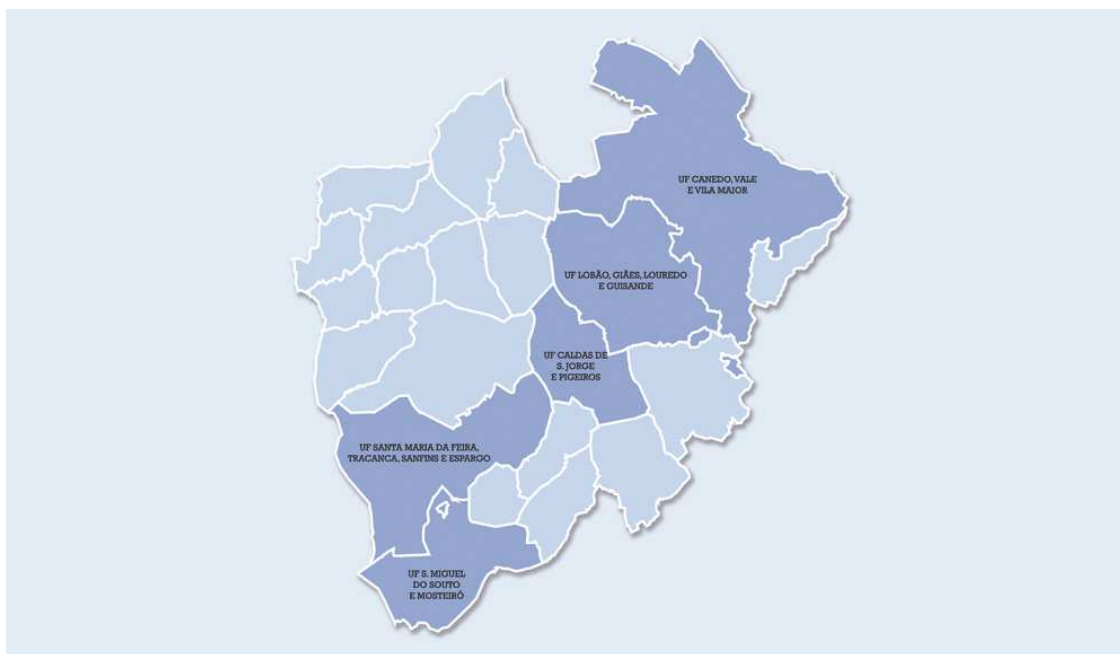 UF CANEDO, VALE
E VILA MAIOR
UF LOBÃO, GIÃES, LOUREDO
E GUISANDE
UF CALDAS DE
S. JORGE
E PIGEIROS
UF SANTA MARIA DA FEIRA,
TRACANCA, SANFINS E ESPARGO
UF S. MIGUEL
DO SOUTO
E MOSTEIRÔ